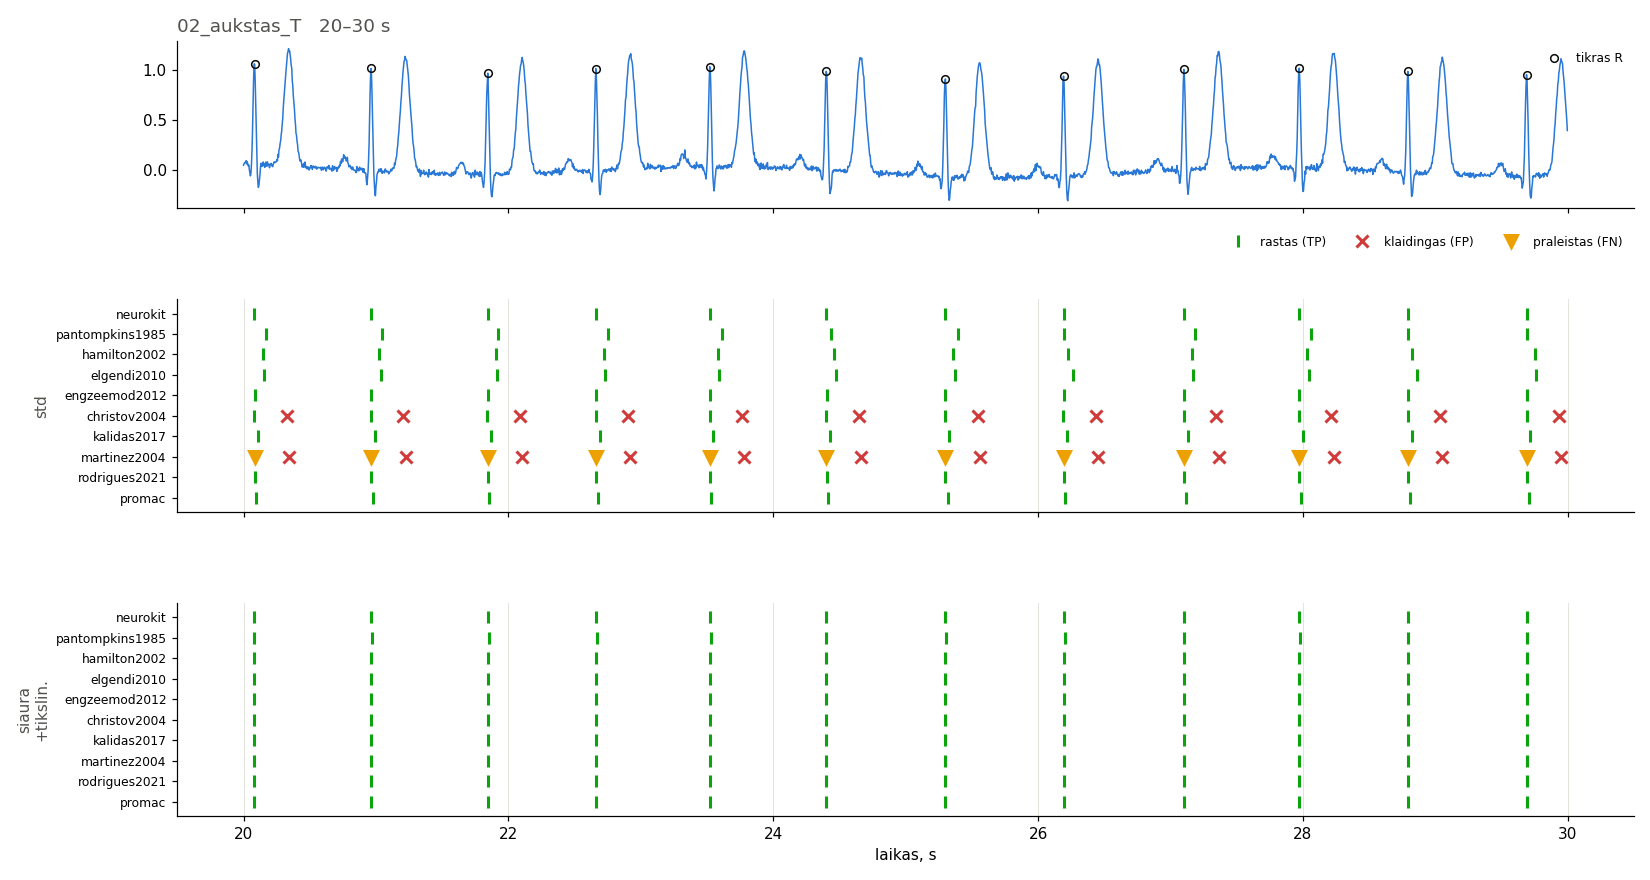 02_aukstas_T 20–30 s
1.0
0.5
0.0
tikras R
rastas (TP) klaidingas (FP) praleistas (FN)
std
neurokit
pantompkins1985
hamilton2002
elgendi2010
engzeemod2012
christov2004
kalidas2017
martinez2004
rodrigues2021
promac
siaura
+tikslin.
neurokit
pantompkins1985
hamilton2002
elgendi2010
engzeemod2012
christov2004
kalidas2017
martinez2004
rodrigues2021
promac
20 22 24 26 28 30
laikas, s